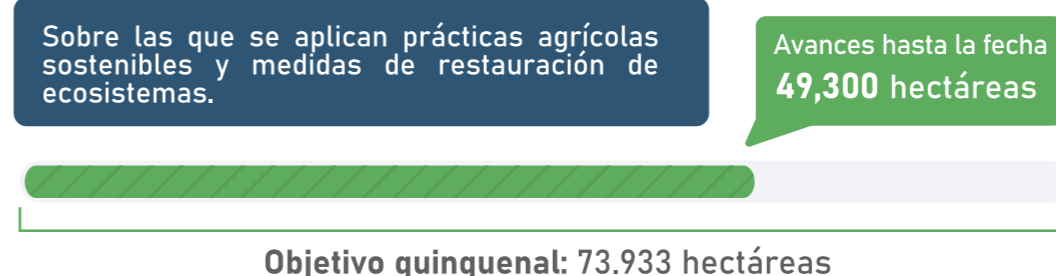 Sobre las que se aplican prácticas agrícolas
sostenibles y medidas de restauración de
ecosistemas.
Avances hasta la fecha
49,300 hectáreas
Objetivo quinquenal: 73,933 hectáreas